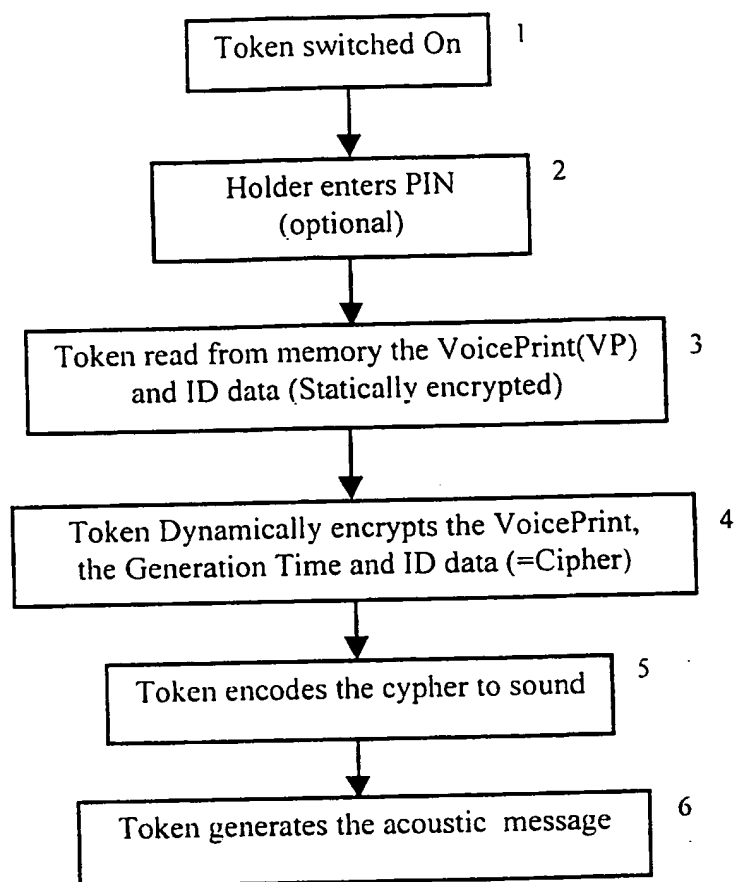 Token switched On 1
Holder enters PIN 2
(optional)
Token read from memory the VoicePrint(VP) 3
and ID data (Statically encrypted)
Token Dynamically encrypts the VoicePrint, 4
the Generation Time and ID data (=Cipher)
Token encodes the cypher to sound 5
Token generates the acoustic message 6